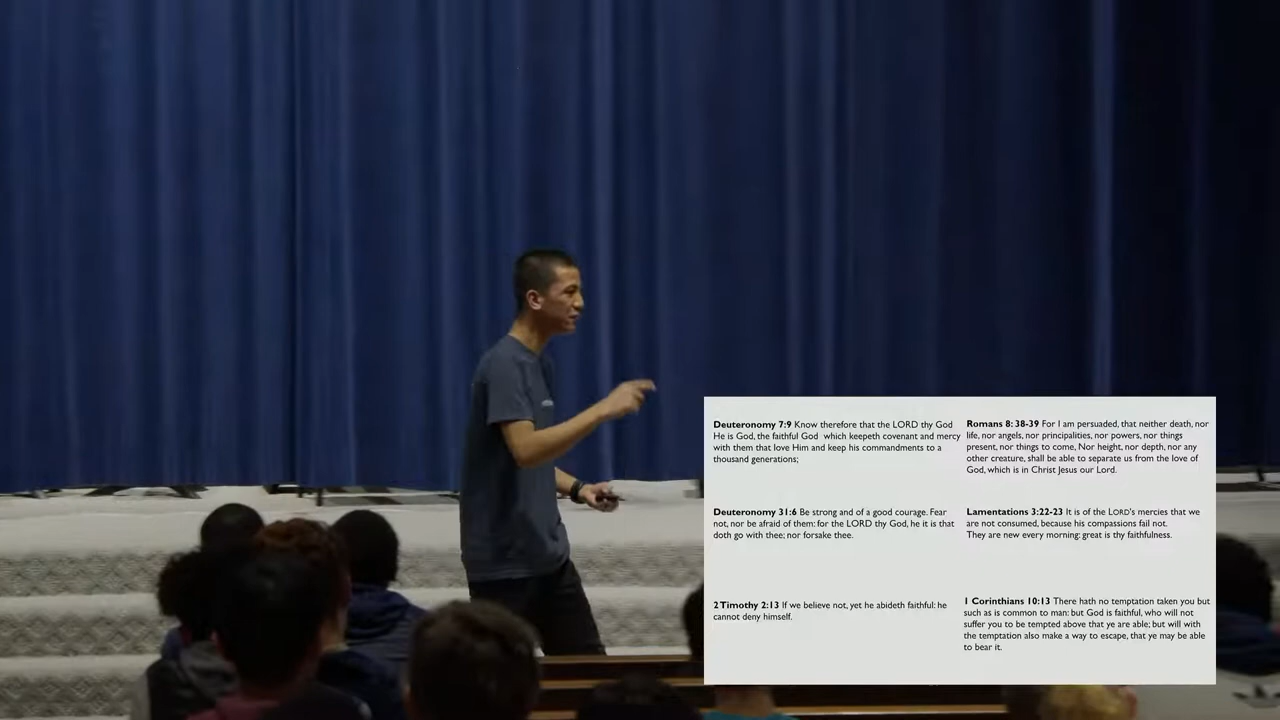 Deuteronomy 7:9 Know therefore that the LORD thy God
He is God, the faithful God which keepeth covenant and mercy
with them that love Him and keep his commandments to a
thousand generations;
Deuteronomy 31:6 Be strong and of a good courage. Fear
not, nor be afraid of them: for the LORD thy God, he it is that
doth go with thee; nor forsake thee.
2 Timothy 2:13 If we believe not, yet he abideth faithful: he
cannot deny himself.
Romans 8: 38-39 For I am persuaded, that neither death, nor
life, nor angels, nor principalities, nor powers, nor things
present, nor things to come, Nor height, nor depth, nor any
other creature, shall be able to separate us from the love of
God, which is in Christ Jesus our Lord.
Lamentations 3:22-23 It is of the LORD's mercies that we
are not consumed, because his compassions fail not.
They are new every morning: great is thy faithfulness.
1 Corinthians 10:13 There hath no temptation taken you but
such as is common to man: but God is faithful, who will not
suffer you to be tempted above that ye are able; but will with
the temptation also make a way to escape, that ye may be able
to bear it.